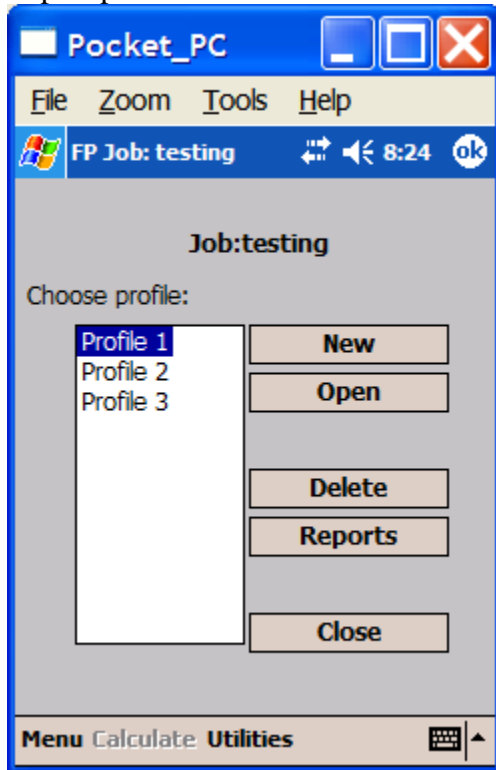 Pocket_PC
File Zoom Tools Help
FP Job: testing 8:24 ok
Job:testing
Choose profile:
Profile 1
Profile 2
Profile 3
New
Open
Delete
Reports
Close
Menu Calculate Utilities